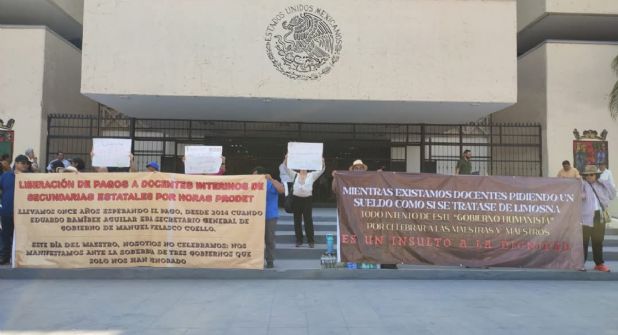 ESTADOS UNIDOS MEXICANOS
LIBERACIÓN DE PAGOS A DOCENTES INTERINOS DE
SECUNDARIAS ESTATALES POR HORAS PRODET
LLEVAMOS ONCE AÑOS ESPERANDO EL PAGO, DESDE 2014 CUANDO
EDUARDO RAMÍREZ AGUILAR ERA SECRETARIO GENERAL DE
GOBIERNO DE MANUEL VELASCO COELLO.
ESTE DÍA DEL MAESTRO, NOSOTROS NO CELEBRAMOS: NOS
MANIFESTAMOS ANTE LA SOBERBIA DE TRES GOBIERNOS QUE
SOLO NOS HAN
MIENTRAS EXISTAMOS DOCENTES PIDIENDO UN
SUELDO COMO SI SE TRATASE DE LIMOSNA
TODO INTENTO DE ESTE "GOBIERNO HUMANISTA"
POR CELEBRAR A LAS MAESTRAS Y MAESTROS
ES UN INSULTO A LA DIGNIDAD